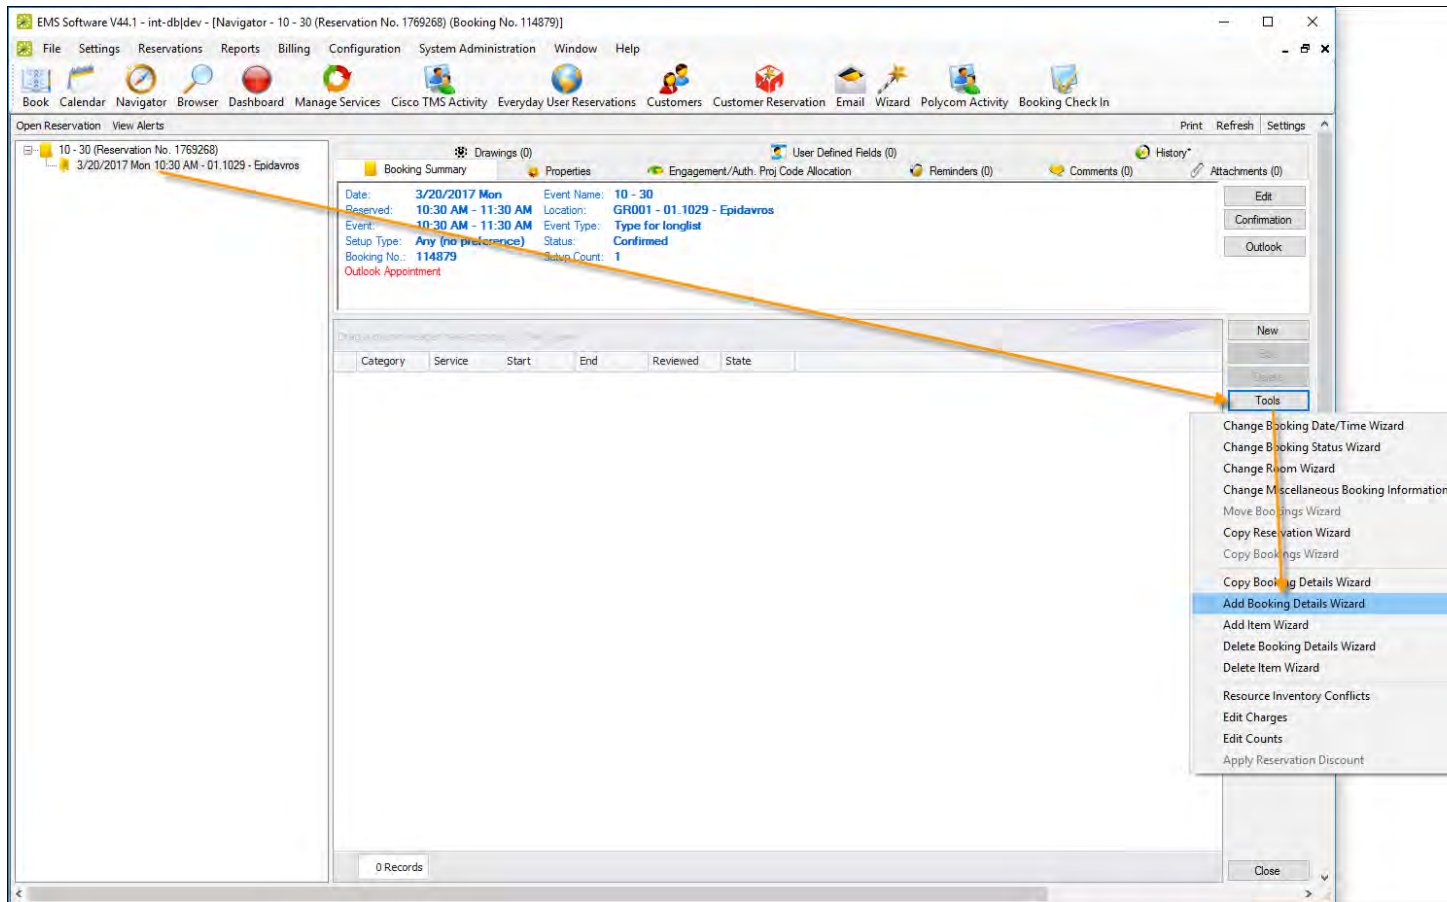 EMS Software V44.1 - int-db|dev - [Navigator - 10 - 30 (Reservation No. 1769268) (Booking No. 114879)]
File Settings Reservations Reports Billing Configuration System Administration Window Help
Book Calendar Navigator Browser Dashboard Manage Services Cisco TMS Activity Everyday User Reservations Customers Customer Reservation Email Wizard Polycom Activity Booking Check In
Open Reservation View Alerts Print Refresh Settings
10 - 30 (Reservation No. 1769268)
3/20/2017 Mon 10:30 AM - 01.1029 - Epidavros
Drawings (0) User Defined Fields (0) History*
Booking Summary Properties Engagement/Auth. Proj Code Allocation Reminders (0) Comments (0) Attachments (0)
Date: 3/20/2017 Mon Event Name: 10 - 30
Reserved: 10:30 AM - 11:30 AM Location: GR001 - 01.1029 - Epidavros
Event: 10:30 AM - 11:30 AM Event Type: Type for longlist
Setup Type: Any (no preference) Status: Confirmed
Booking No.: 114879 Setup Count: 1
Outlook Appointment
Edit
Confirmation
Outlook
New
Edit
Delete
Tools
Category Service Start End Reviewed State
Change Booking Date/Time Wizard
Change Booking Status Wizard
Change Room Wizard
Change Miscellaneous Booking Information
Move Bookings Wizard
Copy Reservation Wizard
Copy Bookings Wizard
Copy Booking Details Wizard
Add Booking Details Wizard
Add Item Wizard
Delete Booking Details Wizard
Delete Item Wizard
Resource Inventory Conflicts
Edit Charges
Edit Counts
Apply Reservation Discount
0 Records
Close